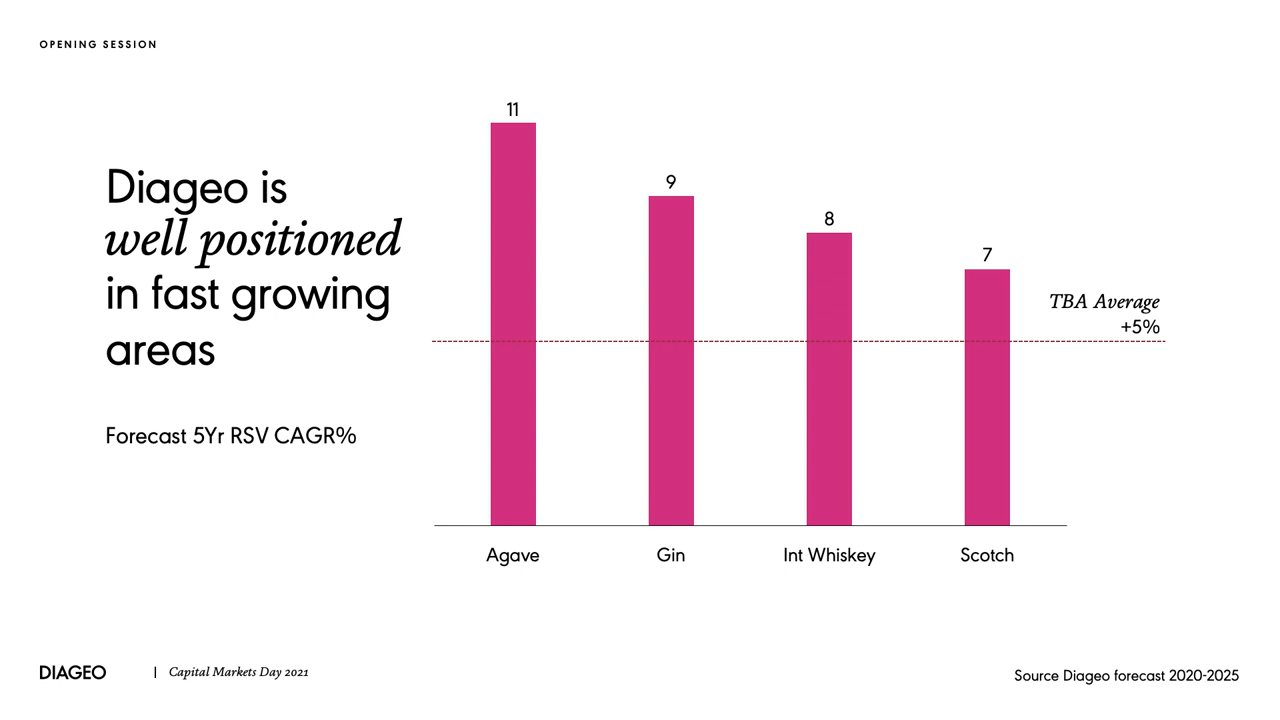 OPENING SESSION
Diageo is
well positioned
in fast growing
areas
Forecast 5Yr RSV CAGR%
11
9
8
7
TBA Average
+5%
Agave
Gin
Int Whiskey
Scotch
DIAGEO | Capital Markets Day 2021
Source Diageo forecast 2020-2025